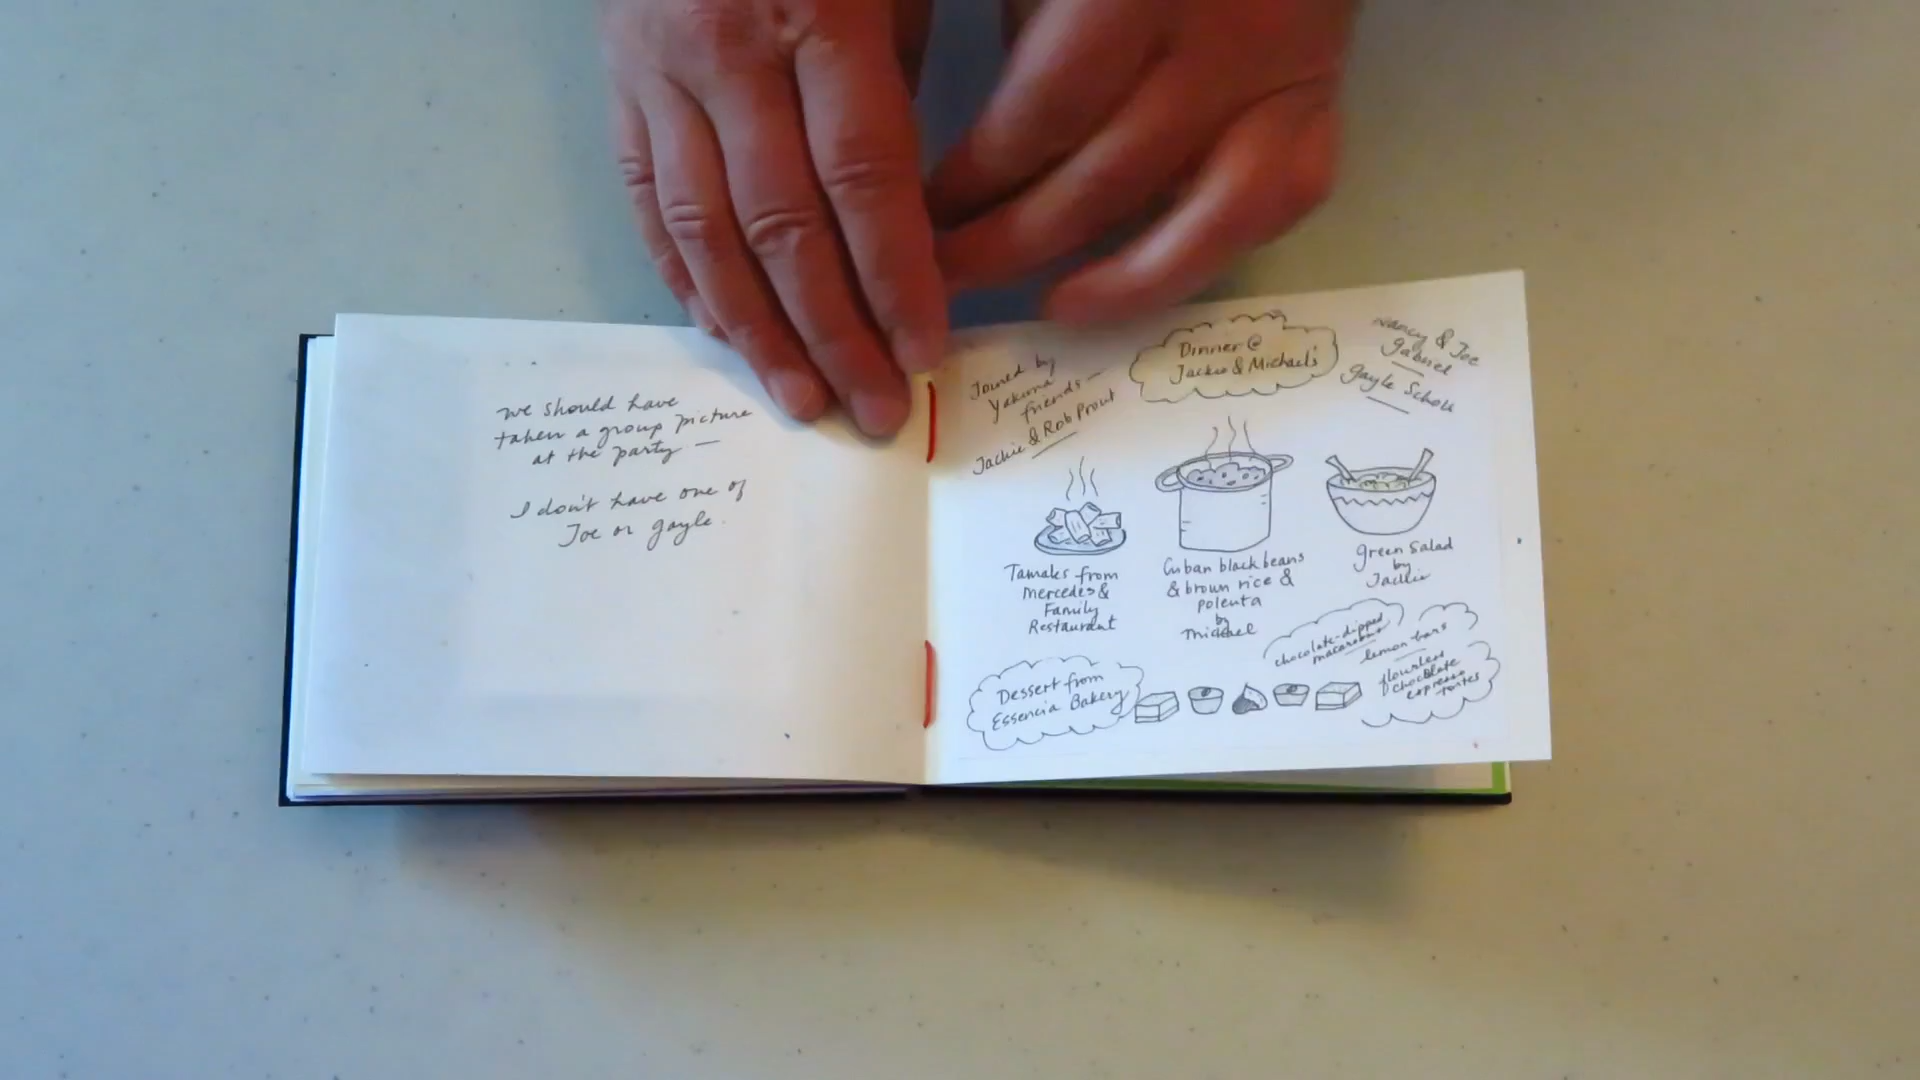 we should have
taken a group picture
at the party —
I don't have one of
Joe or Gayle.
Joined by
Yakima
friends —
Jackie & Rob Prout
Dinner @
Jackie & Michael's
Nancy & Joe
Gabriel
Gayle Scholl
Tamales from
Mercedes &
Family
Restaurant
Cuban black beans
& brown rice &
polenta
by
Michael
green salad
by
Jackie
Dessert from
Essencia Bakery
chocolate-dipped
macaroons
lemon bars
flourless
chocolate
espresso
tortes